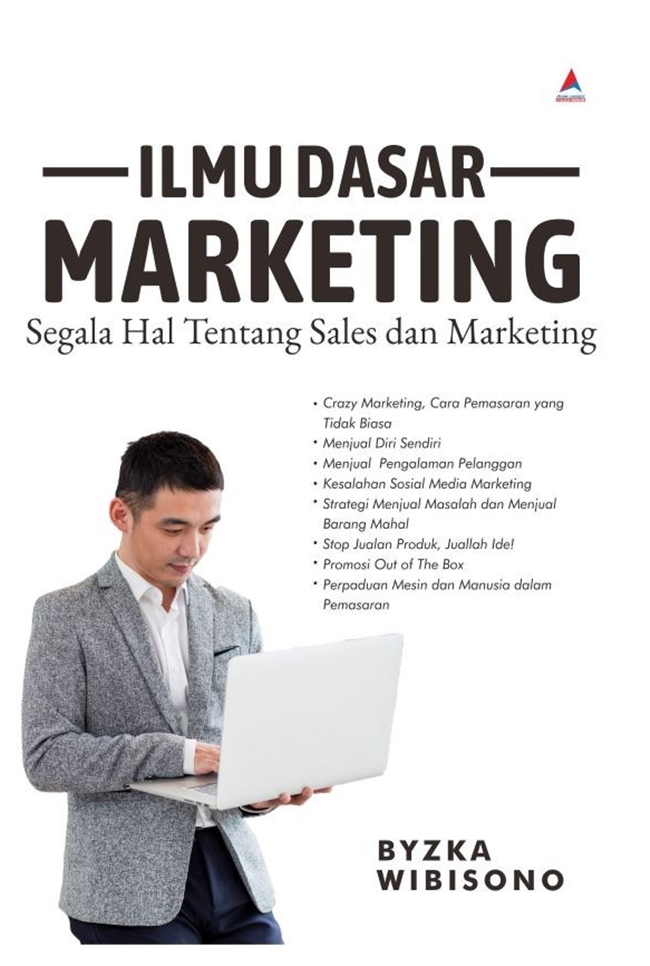 ILMU DASAR
MARKETING
Segala Hal Tentang Sales dan Marketing
• Crazy Marketing, Cara Pemasaran yang
Tidak Biasa
• Menjual Diri Sendiri
• Menjual Pengalaman Pelanggan
• Kesalahan Sosial Media Marketing
• Strategi Menjual Masalah dan Menjual
Barang Mahal
• Stop Jualan Produk, Juallah Ide!
• Promosi Out of The Box
• Perpaduan Mesin dan Manusia dalam
Pemasaran
BYZKA
WIBISONO